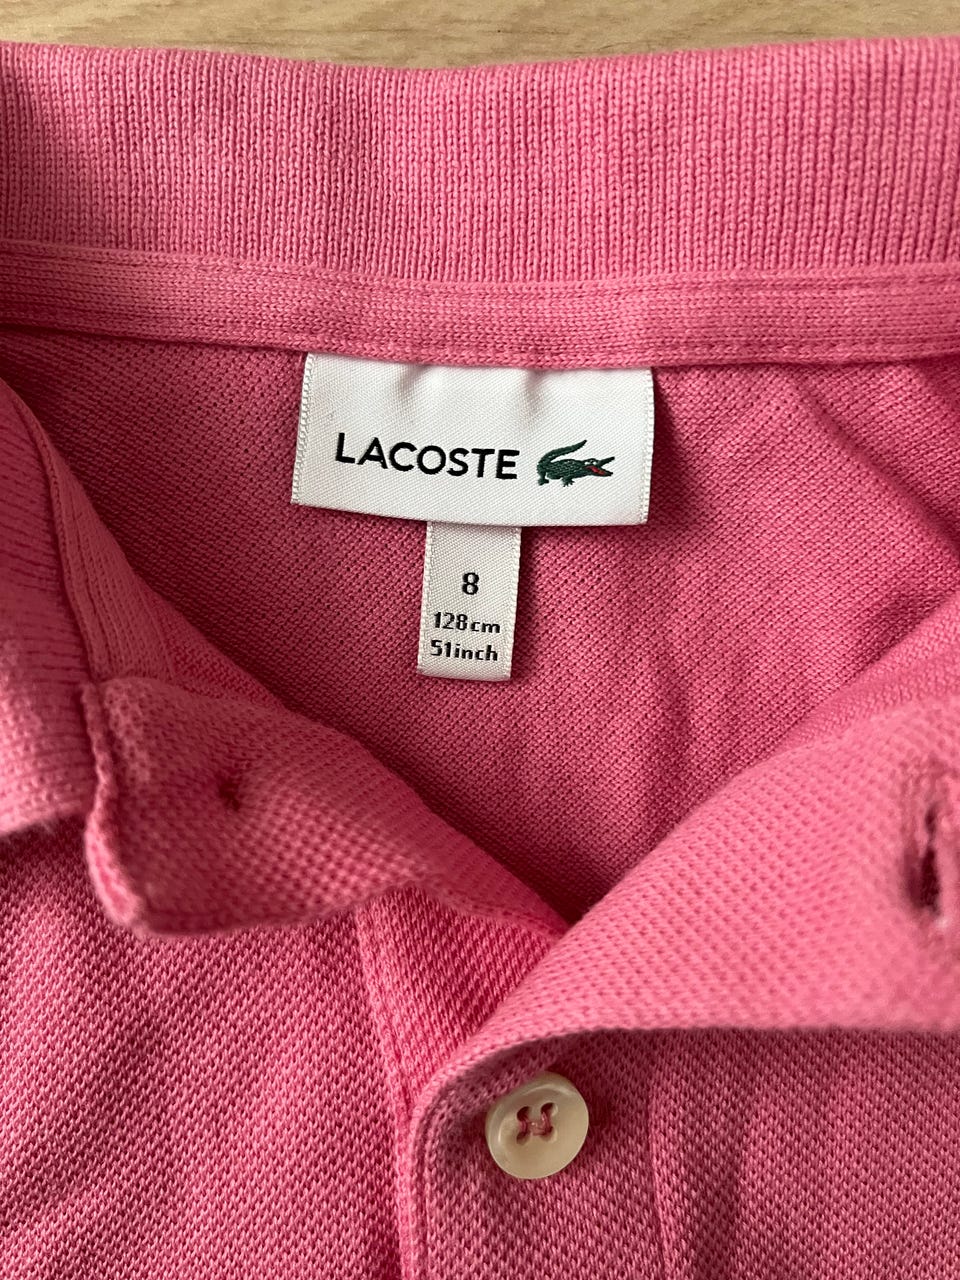 LACOSTE
8
128cm
51inch